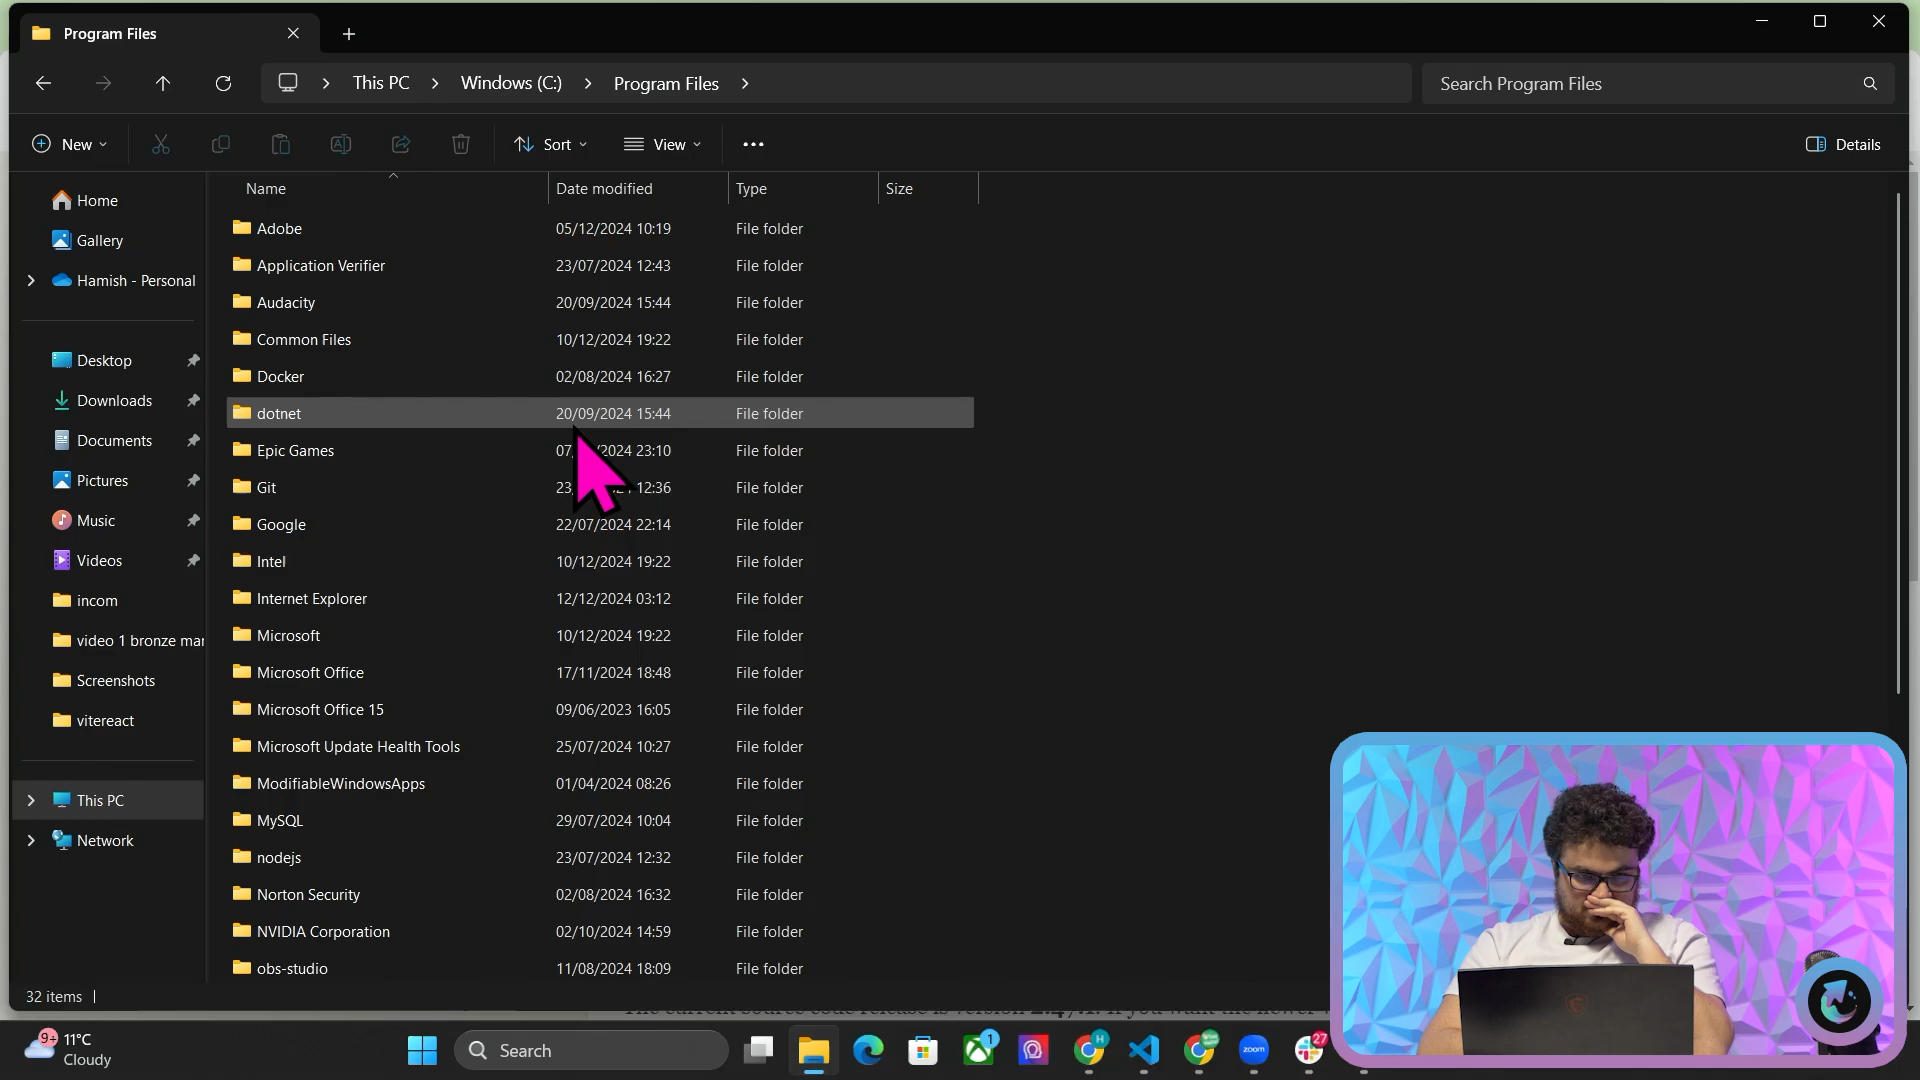 Program Files
This PC
Windows (C:)
Program Files
Search Program Files
New
Sort
View
Details
Name
Date modified
Type
Size
Home
Gallery
Hamish - Personal
Desktop
Downloads
Documents
Pictures
Music
Videos
incom
video 1 bronze mar
Screenshots
vitereact
This PC
Network
Adobe 05/12/2024 10:19 File folder
Application Verifier 23/07/2024 12:43 File folder
Audacity 20/09/2024 15:44 File folder
Common Files 10/12/2024 19:22 File folder
Docker 02/08/2024 16:27 File folder
dotnet 20/09/2024 15:44 File folder
Epic Games 07 2024 23:10 File folder
Git 23 12:36 File folder
Google 22/07/2024 22:14 File folder
Intel 10/12/2024 19:22 File folder
Internet Explorer 12/12/2024 03:12 File folder
Microsoft 10/12/2024 19:22 File folder
Microsoft Office 17/11/2024 18:48 File folder
Microsoft Office 15 09/06/2023 16:05 File folder
Microsoft Update Health Tools 25/07/2024 10:27 File folder
ModifiableWindowsApps 01/04/2024 08:26 File folder
MySQL 29/07/2024 10:04 File folder
nodejs 23/07/2024 12:32 File folder
Norton Security 02/08/2024 16:32 File folder
NVIDIA Corporation 02/10/2024 14:59 File folder
obs-studio 11/08/2024 18:09 File folder
32 items
9+
11°C
Cloudy
Search
1
H
zoom
27